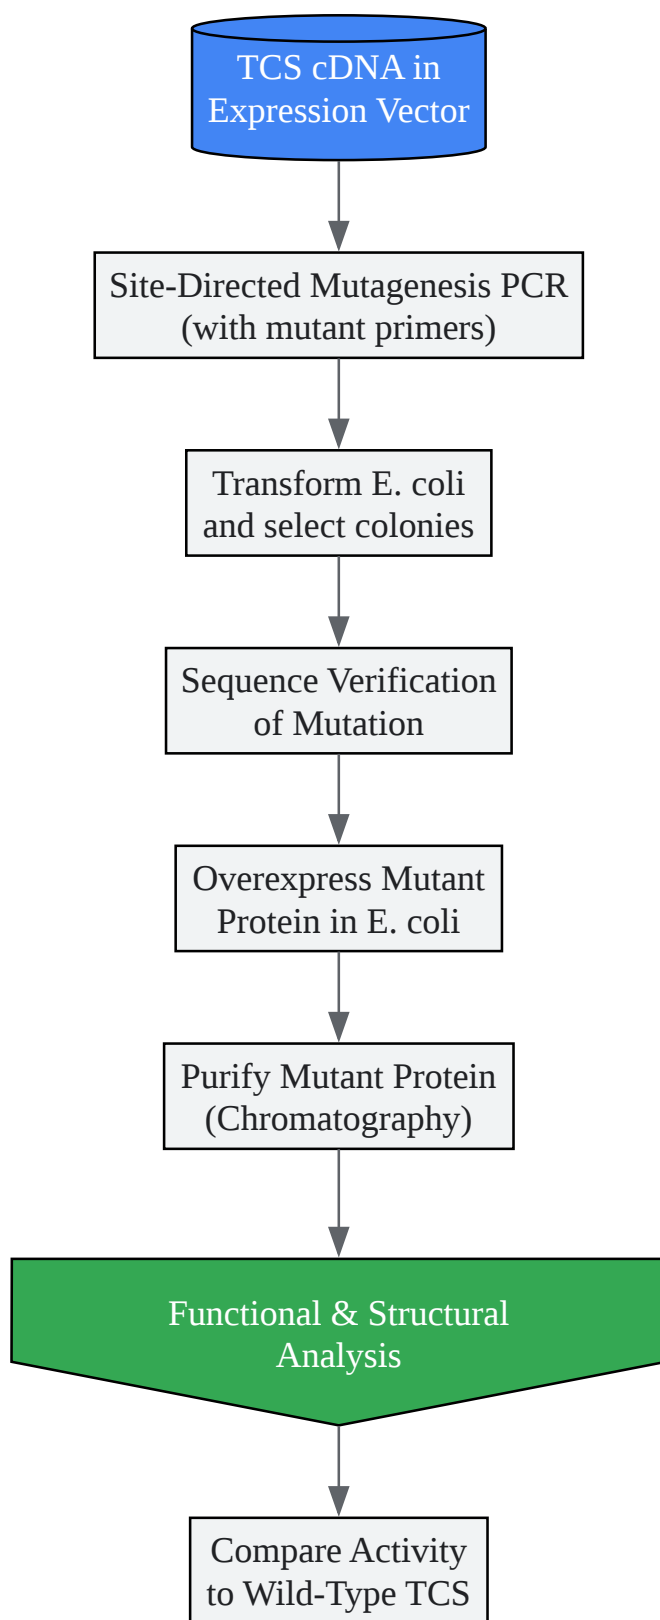 TCS cDNA in
Expression Vector
Site-Directed Mutagenesis PCR
(with mutant primers)
Transform E. coli
and select colonies
Sequence Verification
of Mutation
Overexpress Mutant
Protein in E. coli
Purify Mutant Protein
(Chromatography)
Functional & Structural
Analysis
Compare Activity
to Wild-Type TCS